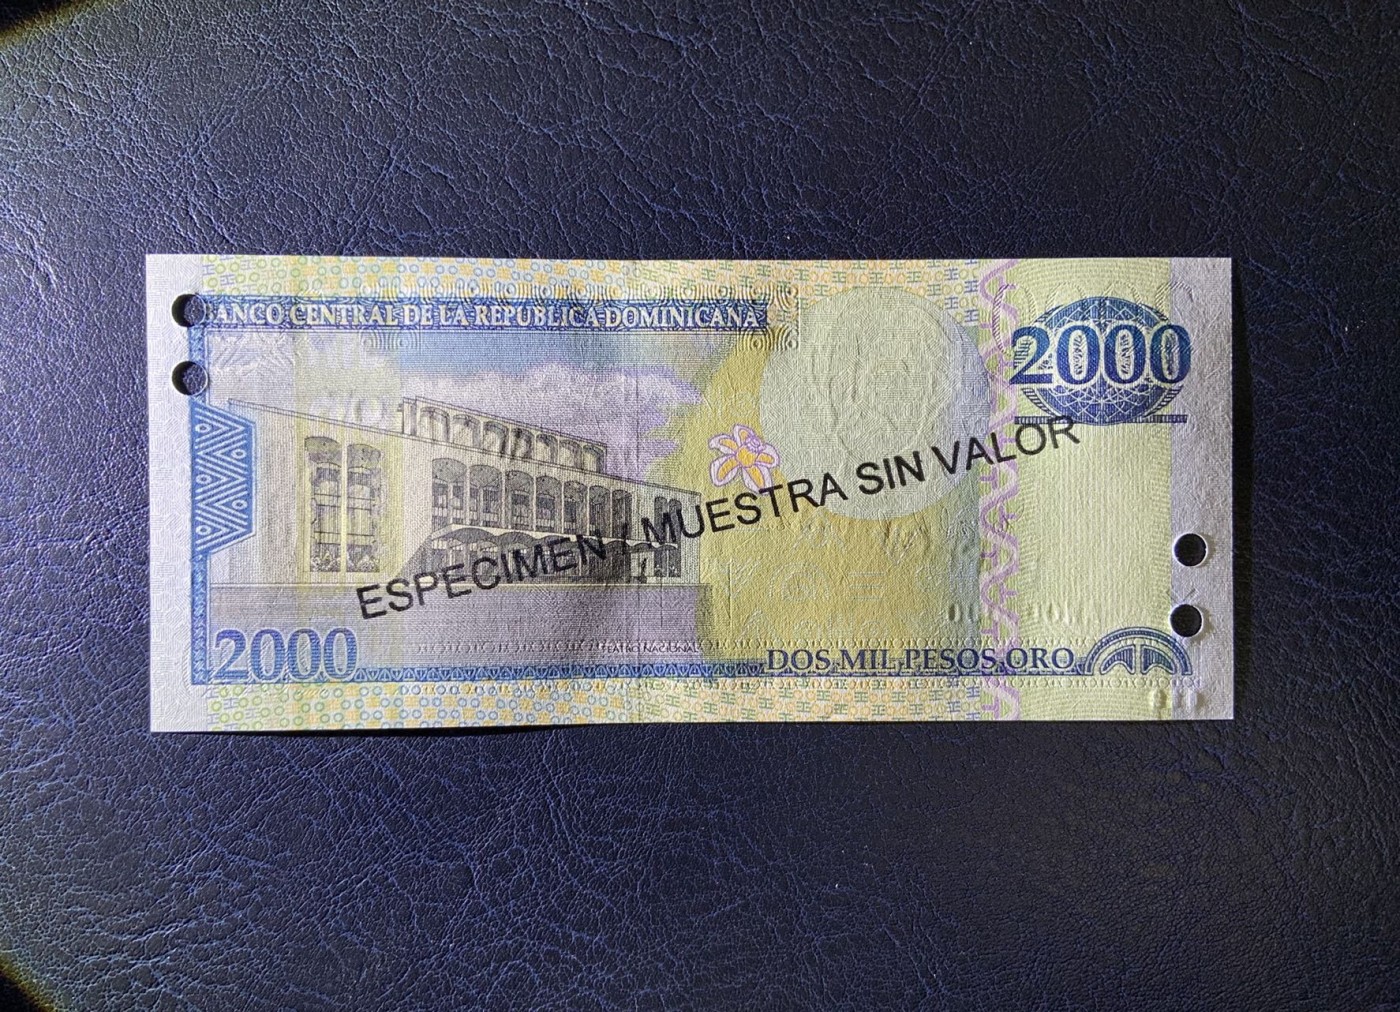 BANCO CENTRAL DE LA REPUBLICA DOMINICANA
2000
ESPECIMEN / MUESTRA SIN VALOR
TEATRO NACIONAL
2000
DOS MIL PESOS ORO